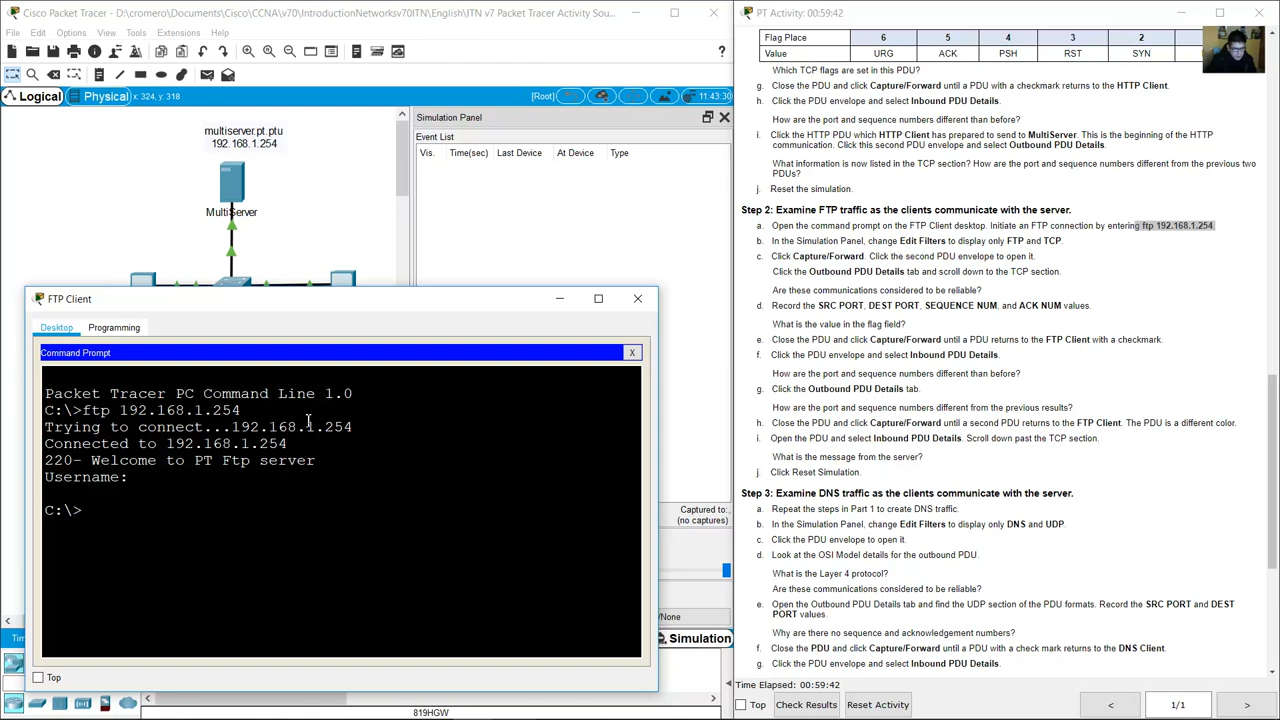 Cisco Packet Tracer - D:\cromero\Documents\Cisco\CCNA\v70\IntroductionNetworksv70ITN\English\ITN v7 Packet Tracer Activity Sou...
File Edit Options View Tools Extensions Help
Logical Physical x: 324, y: 318 [Root] 11:43:30
multiserver.pt.ptu
192.168.1.254
MultiServer
Simulation Panel
Event List
Vis. Time(sec) Last Device At Device Type
Captured to:
(no captures)
/None
Simulation
Tim
819HGW
FTP Client
Desktop Programming
Command Prompt X
Packet Tracer PC Command Line 1.0
C:\>ftp 192.168.1.254
Trying to connect...192.168.1.254
Connected to 192.168.1.254
220- Welcome to PT Ftp server
Username:
C:\>
Top
PT Activity: 00:59:42
Flag Place 6 5 4 3 2
Value URG ACK PSH RST SYN
Which TCP flags are set in this PDU?
g. Close the PDU and click Capture/Forward until a PDU with a checkmark returns to the HTTP Client.
h. Click the PDU envelope and select Inbound PDU Details.
How are the port and sequence numbers different than before?
i. Click the HTTP PDU which HTTP Client has prepared to send to MultiServer. This is the beginning of the HTTP
communication. Click this second PDU envelope and select Outbound PDU Details.
What information is now listed in the TCP section? How are the port and sequence numbers different from the previous two
PDUs?
j. Reset the simulation.
Step 2: Examine FTP traffic as the clients communicate with the server.
a. Open the command prompt on the FTP Client desktop. Initiate an FTP connection by entering ftp 192.168.1.254.
b. In the Simulation Panel, change Edit Filters to display only FTP and TCP.
c. Click Capture/Forward. Click the second PDU envelope to open it.
Click the Outbound PDU Details tab and scroll down to the TCP section.
Are these communications considered to be reliable?
d. Record the SRC PORT, DEST PORT, SEQUENCE NUM, and ACK NUM values.
What is the value in the flag field?
e. Close the PDU and click Capture/Forward until a PDU returns to the FTP Client with a checkmark.
f. Click the PDU envelope and select Inbound PDU Details.
How are the port and sequence numbers different than before?
g. Click the Outbound PDU Details tab.
How are the port and sequence numbers different from the previous results?
h. Close the PDU and click Capture/Forward until a second PDU returns to the FTP Client. The PDU is a different color.
i. Open the PDU and select Inbound PDU Details. Scroll down past the TCP section.
What is the message from the server?
j. Click Reset Simulation.
Step 3: Examine DNS traffic as the clients communicate with the server.
a. Repeat the steps in Part 1 to create DNS traffic.
b. In the Simulation Panel, change Edit Filters to display only DNS and UDP.
c. Click the PDU envelope to open it.
d. Look at the OSI Model details for the outbound PDU.
What is the Layer 4 protocol?
Are these communications considered to be reliable?
e. Open the Outbound PDU Details tab and find the UDP section of the PDU formats. Record the SRC PORT and DEST
PORT values.
Why are there no sequence and acknowledgement numbers?
f. Close the PDU and click Capture/Forward until a PDU with a check mark returns to the DNS Client.
g. Click the PDU envelope and select Inbound PDU Details.
Time Elapsed: 00:59:42
Top Check Results Reset Activity < 1/1 >